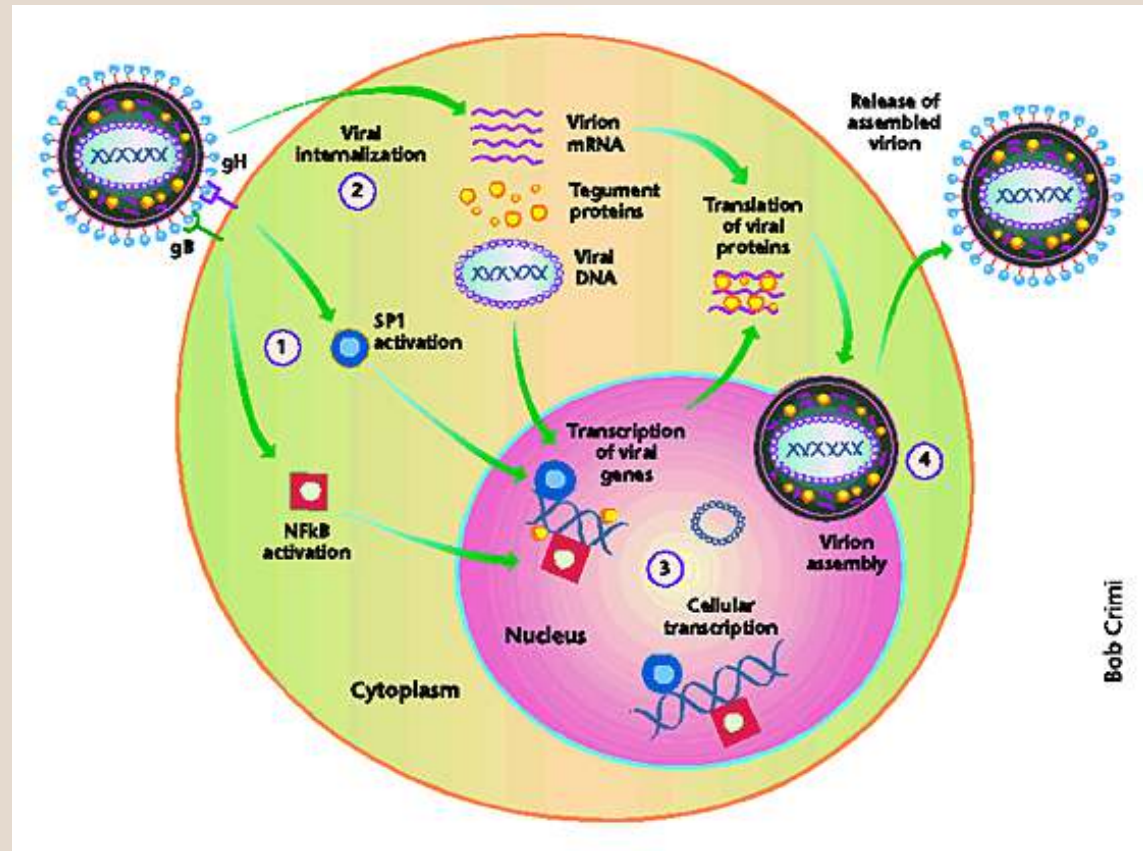 gH
gB
Viral
internalization
2
Virion
mRNA
Tegument
proteins
Viral
DNA
Translation
of viral
proteins
Release of
assembled
virion
1
SP1
activation
NFkB
activation
Transcription
of viral
genes
4
Virion
assembly
3
Cellular
transcription
Nucleus
Cytoplasm
Bob Crimi